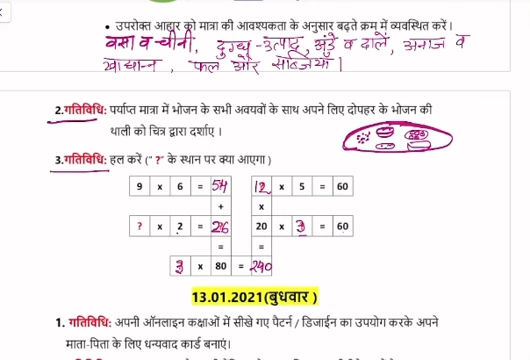 • उपरोक्त आहार को मात्रा की आवश्यकता के अनुसार बढ़ते क्रम में व्यवस्थित करें।
वसा व चीनी, दुग्ध-उत्पाद, अंडे व दालें, अनाज व
खाद्यान्न, फल और सब्जियाँ।
2.गतिविधि: पर्याप्त मात्रा में भोजन के सभी अवयवों के साथ अपने लिए दोपहर के भोजन की
थाली को चित्र द्वारा दर्शाए ।
3.गतिविधि: हल करें (" ?" के स्थान पर क्या आएगा )
9 x 6 = 54 12 x 5 = 60
+ x
? x 2 = 26 20 x 3 = 60
= =
3 x 80 = 240
13.01.2021(बुधवार )
1. गतिविधि: अपनी ऑनलाइन कक्षाओं में सीखे गए पैटर्न / डिजाईन का उपयोग करके अपने
माता-पिता के लिए धन्यवाद कार्ड बनाएं।